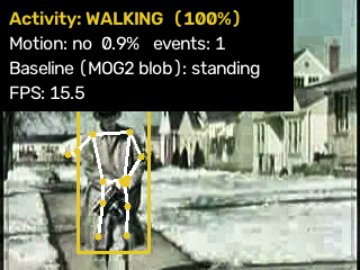 Activity: WALKING (100%)
Motion: no 0.9% events: 1
Baseline (MOG2 blob): standing
FPS: 15.5